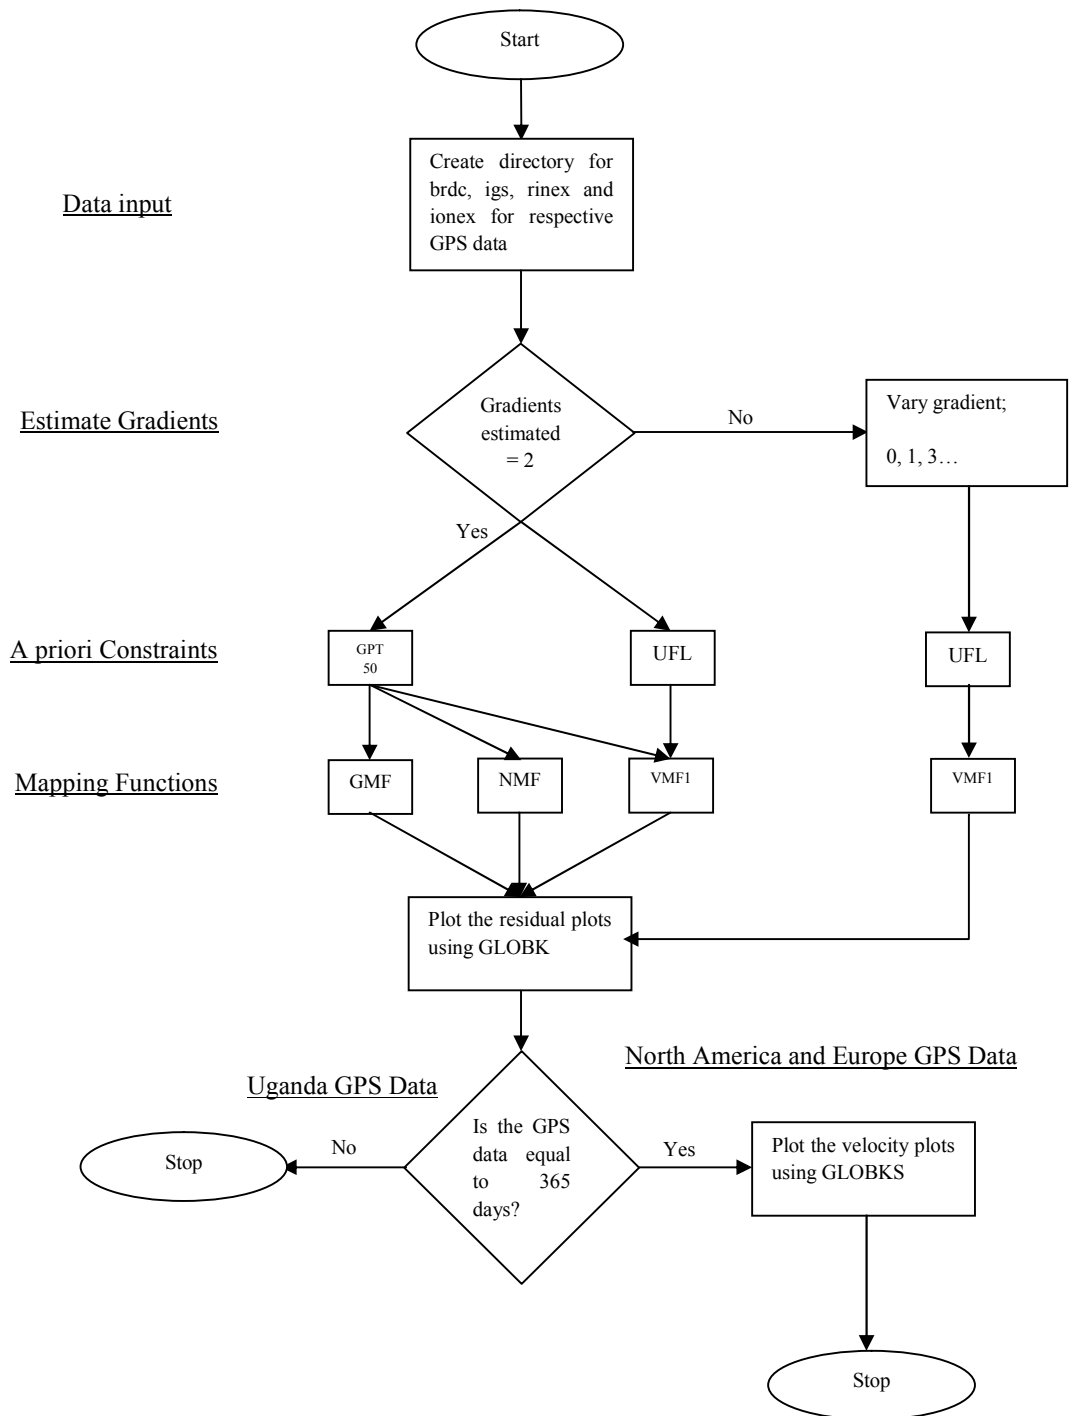 Start
Data input
Create directory for
brdc, igs, rinex and
ionex for respective
GPS data
Estimate Gradients
Gradients
estimated
= 2
No
Vary gradient;
0, 1, 3…
Yes
A priori Constraints
GPT
50
UFL
UFL
Mapping Functions
GMF
NMF
VMF1
VMF1
Plot the residual plots
using GLOBK
North America and Europe GPS Data
Uganda GPS Data
Stop
No
Is the GPS
data equal
to 365
days?
Yes
Plot the velocity plots
using GLOBKS
Stop